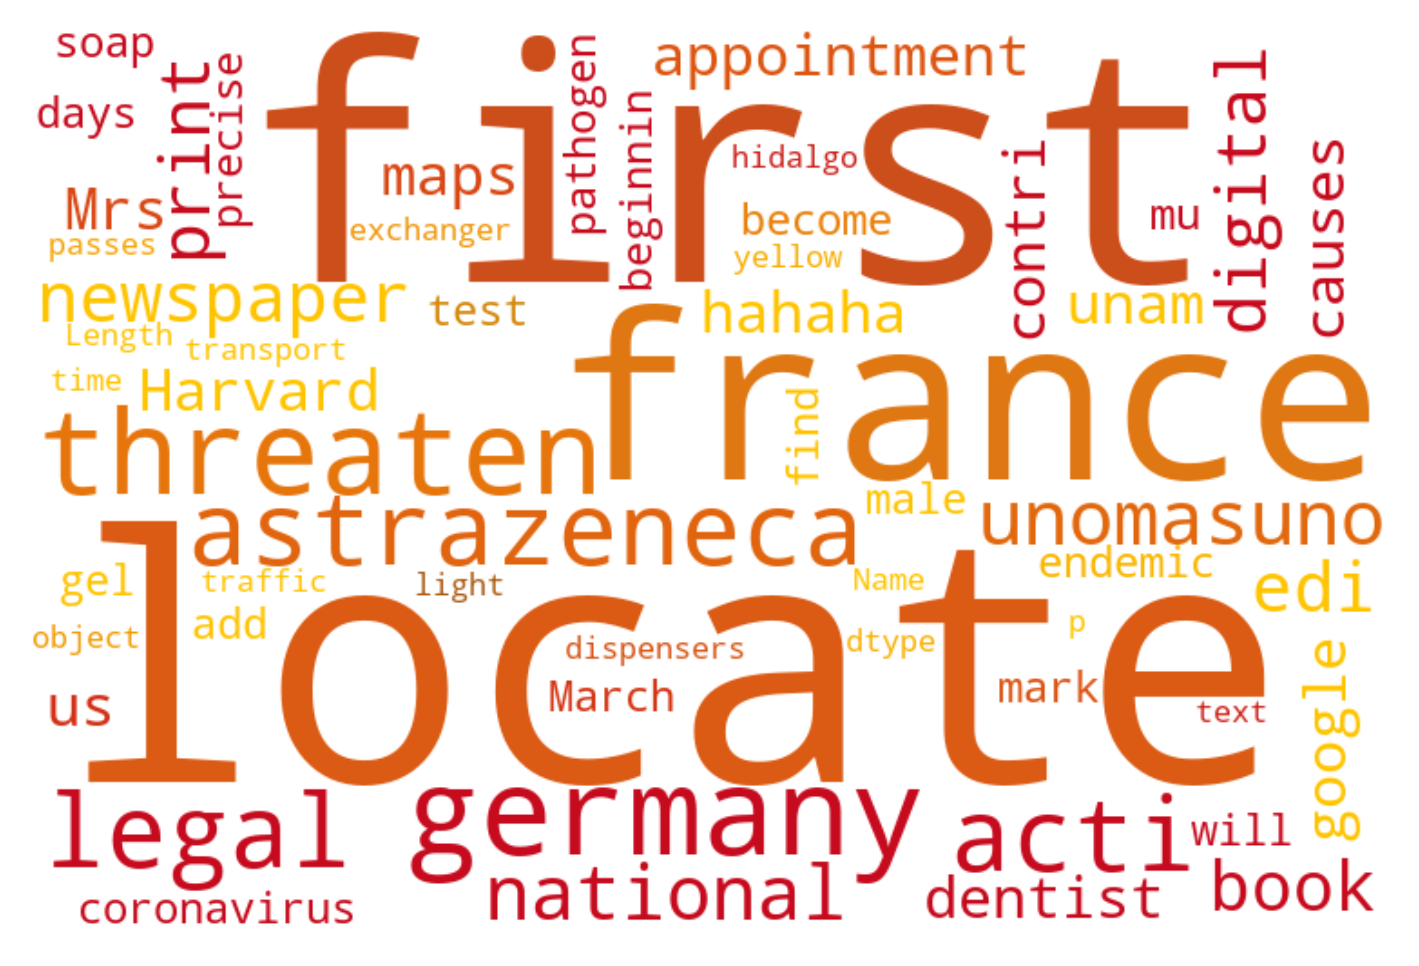 soap
days
print
precise
first
pathogen
beginnin
appointment
hidalgo
maps
Mrs
passes
exchanger
become
yellow
contri
mu
digital
causes
newspaper
test
hahaha
unam
Length
transport
time
Harvard
france
threaten
find
male
astrazeneca
unomasuno
endemic
gel
traffic
light
Name
edi
add
locate
object
dispensers
dtype
p
March
mark
us
text
google
legal
germany
acti
will
coronavirus
national
dentist
book